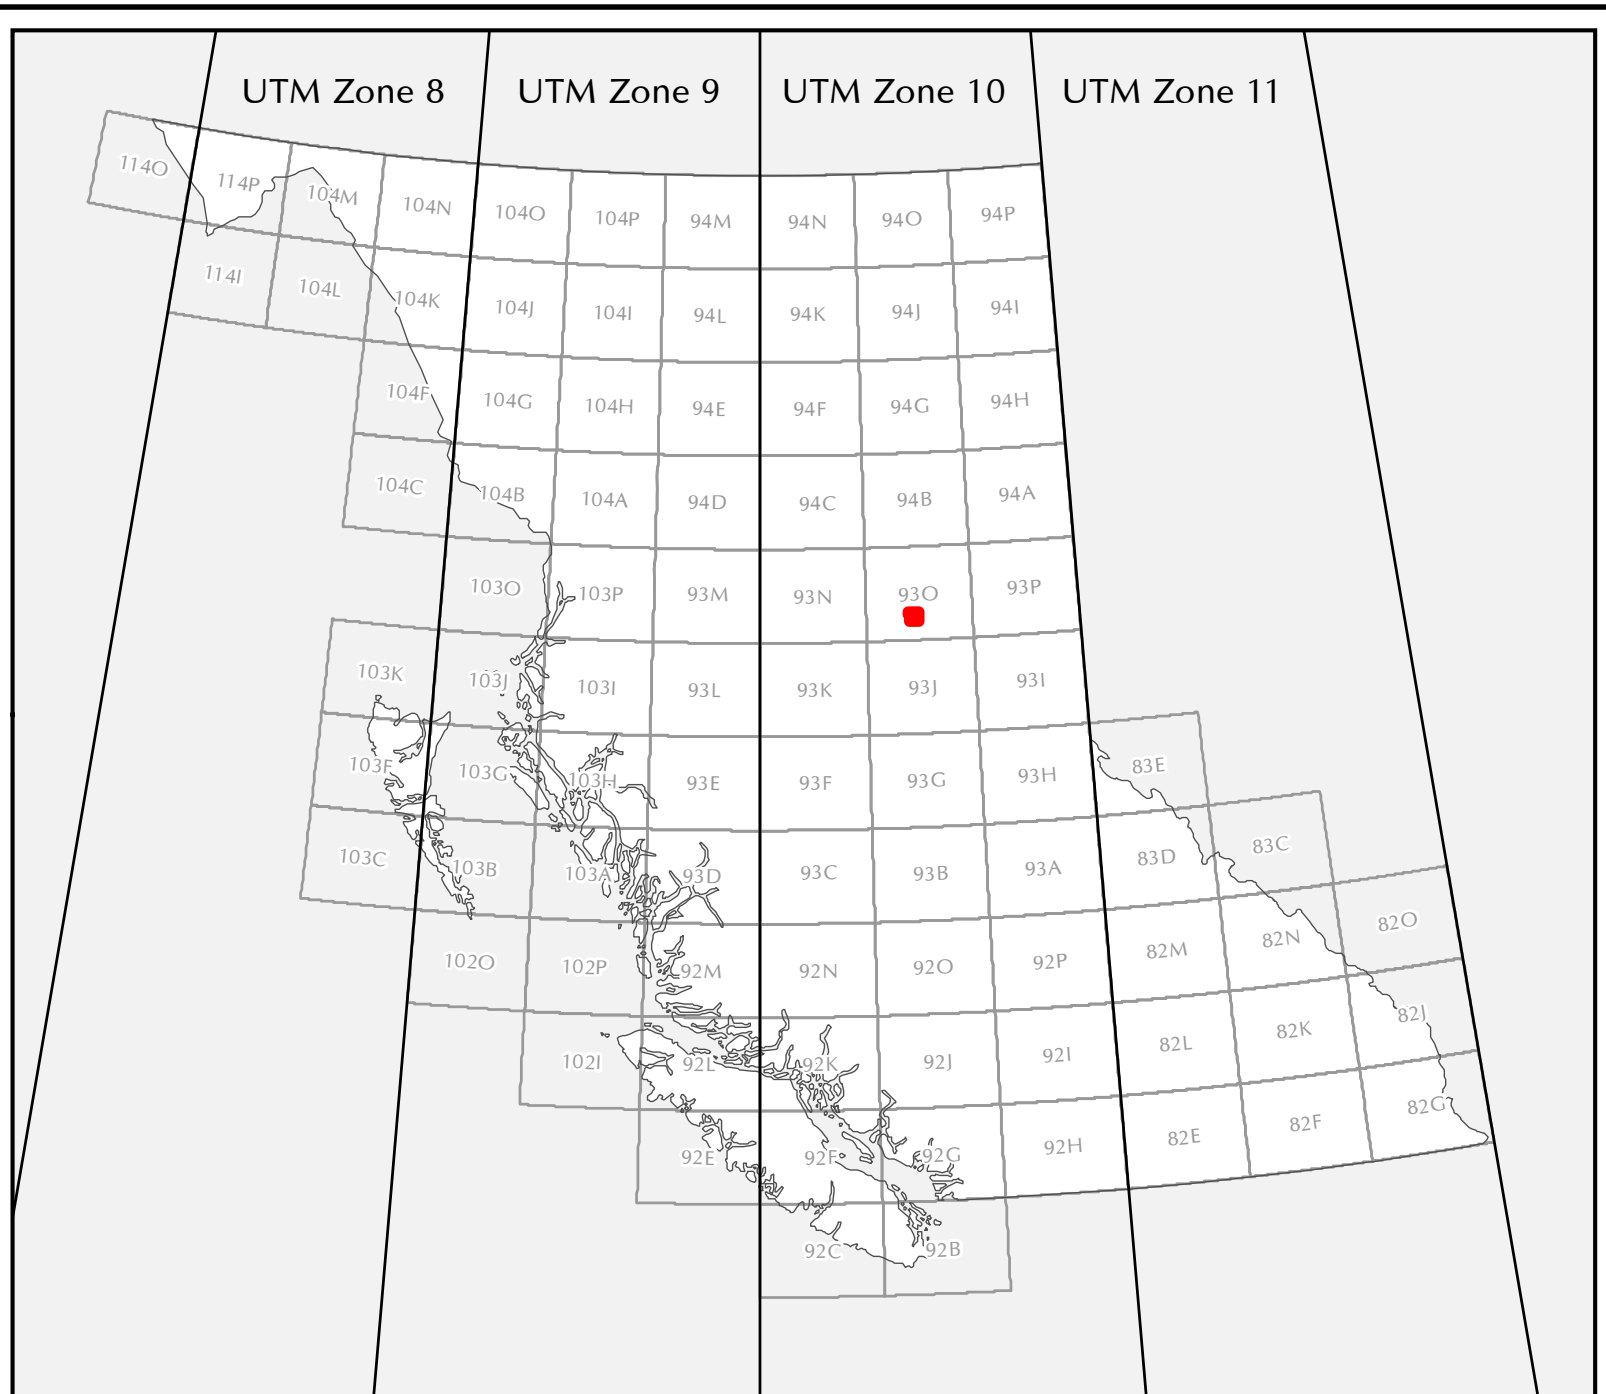 UTM Zone 8 UTM Zone 9 UTM Zone 10 UTM Zone 11
114O 114P 104M 104N 104O 104P 94M 94N 94O 94P
114I 104L 104K 104J 104I 94L 94K 94J 94I
104F 104G 104H 94E 94F 94G 94H
104C 104B 104A 94D 94C 94B 94A
103O 103P 93M 93N 93O 93P
103K 103J 103I 93L 93K 93J 93I
103F 103G 103H 93E 93F 93G 93H 83E
103C 103B 103A 93D 93C 93B 93A 83D 83C
102O 102P 92M 92N 92O 92P 82M 82N 82O
102I 92L 92K 92J 92I 82L 82K 82J
92E 92F 92G 92H 82E 82F 82G
92C 92B